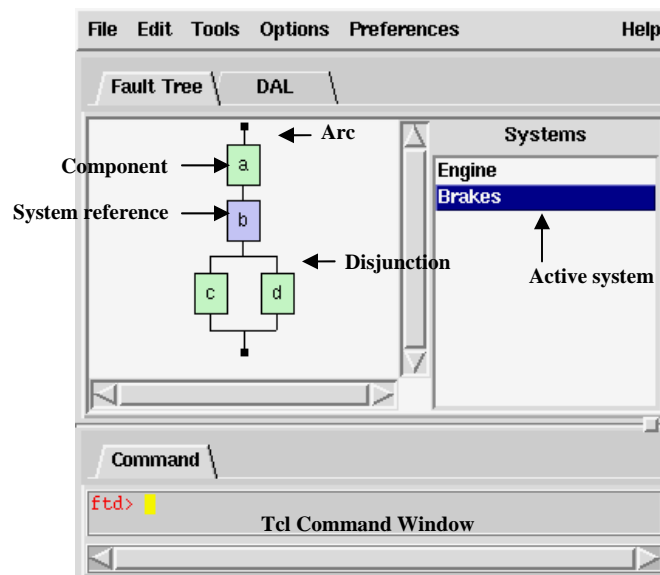 File Edit Tools Options Preferences Help
Fault Tree DAL
Arc
Systems
Component
a
Engine
System reference
b
Brakes
Disjunction
Active system
c d
Command
ftd>
Tcl Command Window